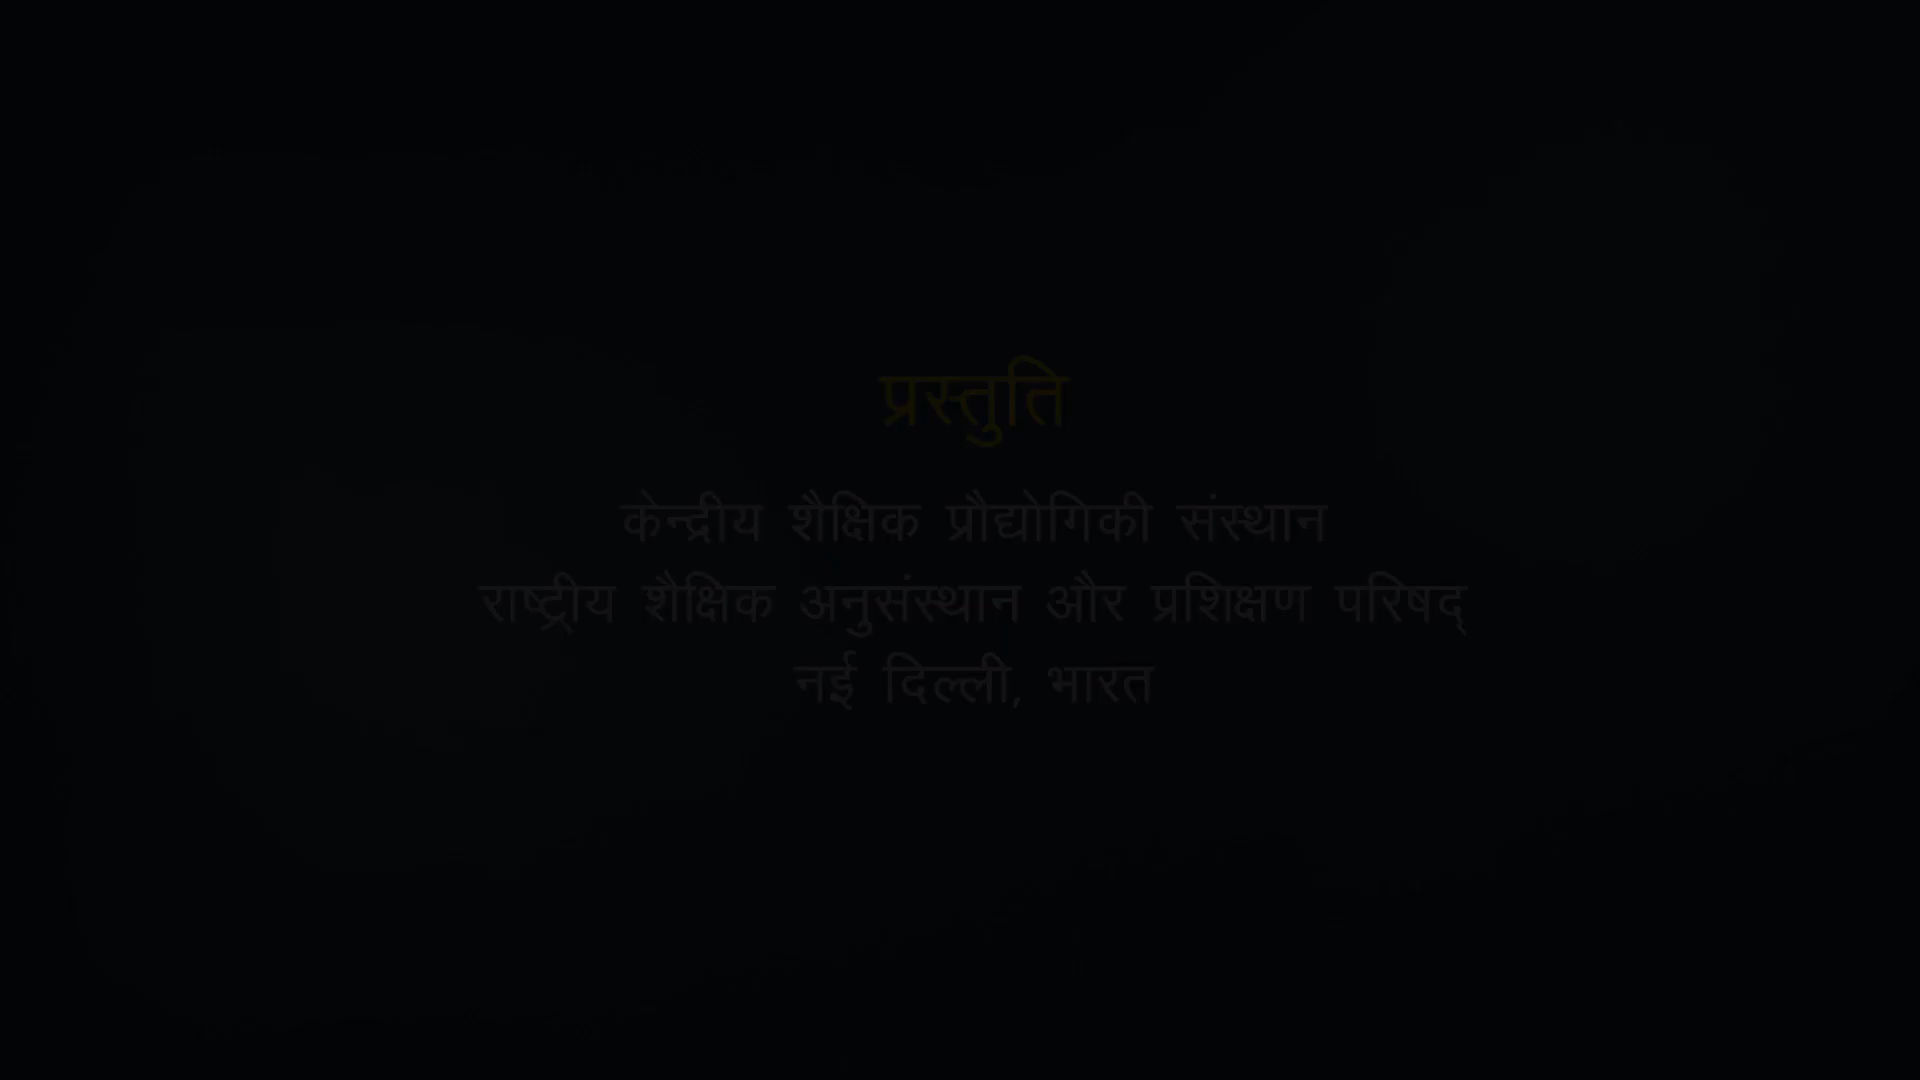 प्रस्तुति
केन्द्रीय शैक्षिक प्रौद्योगिकी संस्थान
राष्ट्रीय शैक्षिक अनुसंस्थान और प्रशिक्षण परिषद्
नई दिल्ली, भारत